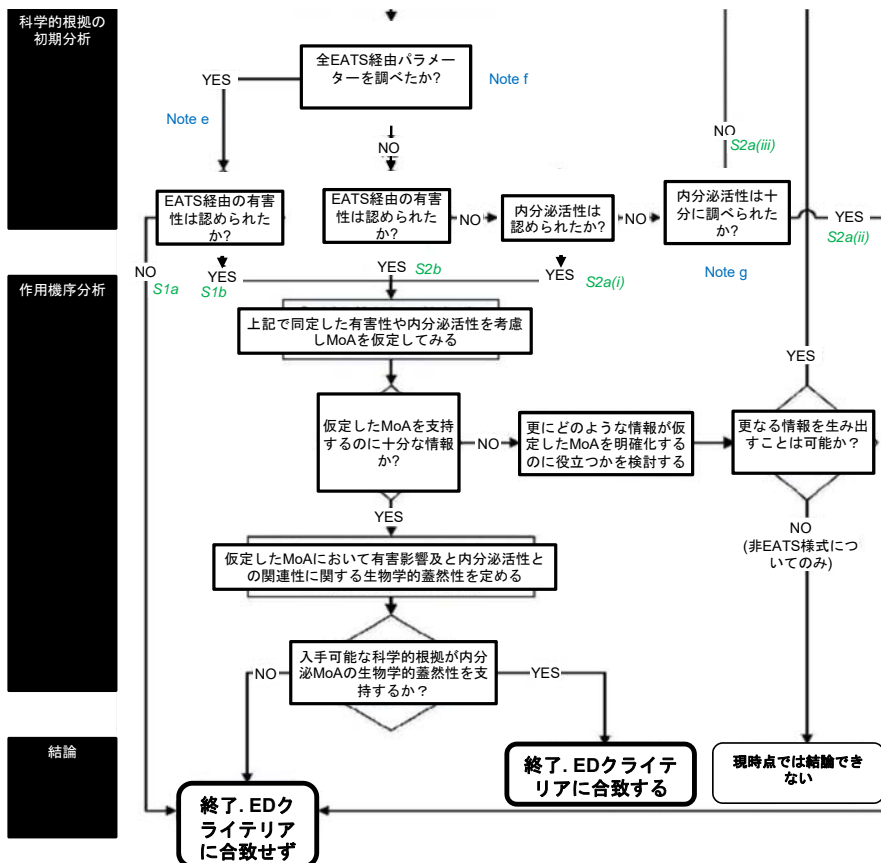 科学的根拠の
初期分析
全EATS経由パラメー
ターを調べたか?
YES
Note f
Note e
NO
NO
S2a(iii)
EATS経由の有害
性は認められた
か?
EATS経由の有害
性は認められた
か?
NO
内分泌活性は
認められたか?
NO
内分泌活性は十
分に調べられ
たか?
YES
S2a(ii)
作用機序分析
NO
S1a
YES
S1b
YES
S2b
YES
S2a(i)
Note g
上記で同定した有害性や内分泌活性を考慮
しMoAを仮定してみる
YES
仮定したMoAを支持
するのに十分な情報
か?
NO
更にどのような情報が仮
定したMoAを明確化する
のに役立つかを検討する
更なる情報を生み出
すことは可能か?
YES
NO
(非EATS様式につ
いてのみ)
仮定したMoAにおいて有害影響及と内分泌活性と
の関連性に関する生物学的蓋然性を定める
入手可能な科学的根拠が内分
泌MoAの生物学的蓋然性を支
持するか?
NO
YES
結論
終了. EDク
ライテリア
に合致せず
終了. EDクライテ
リアに合致する
現時点では結論でき
ない